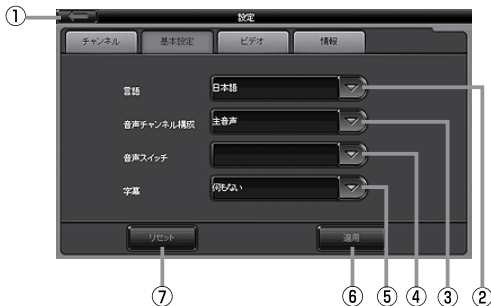 ①
設定
チャンネル 基本設定 ビデオ 情報
言語 日本語
音声チャンネル構成 主音声
音声スイッチ
字幕 何もない
リセット 適用
⑦ ⑥ ⑤ ④ ③ ②